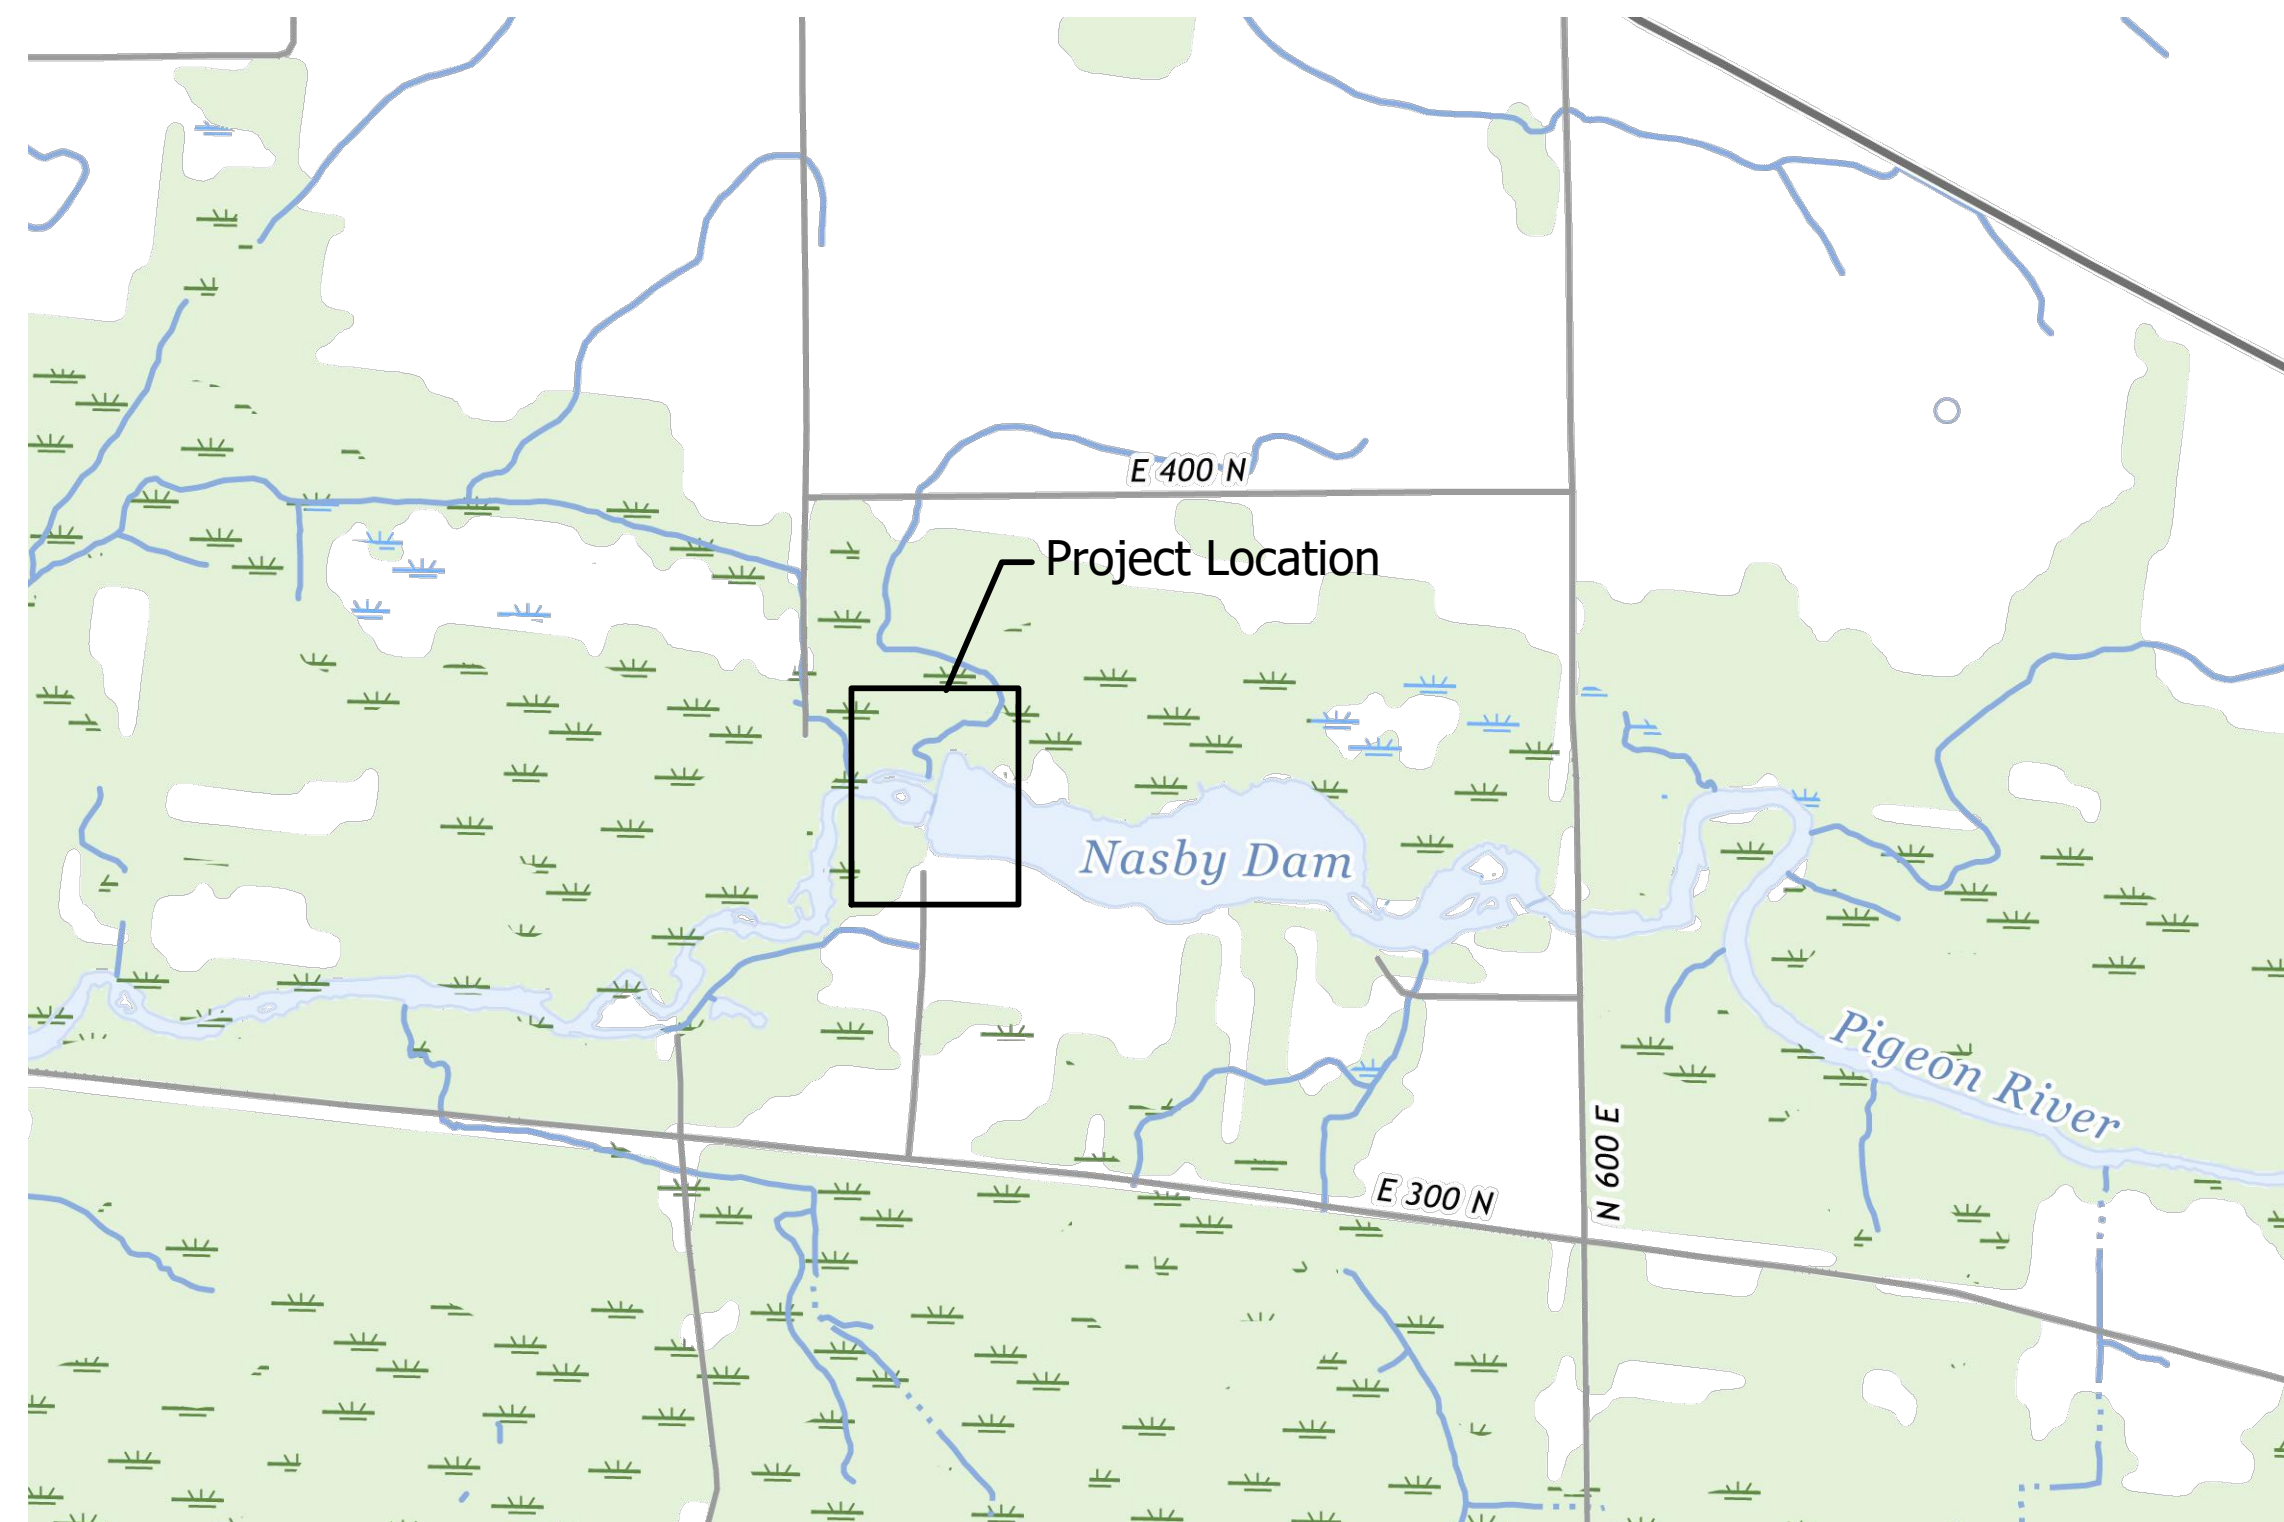 E 400 N
Project Location
Nasby Dam
Pigeon River
N 600 E
E 300 N